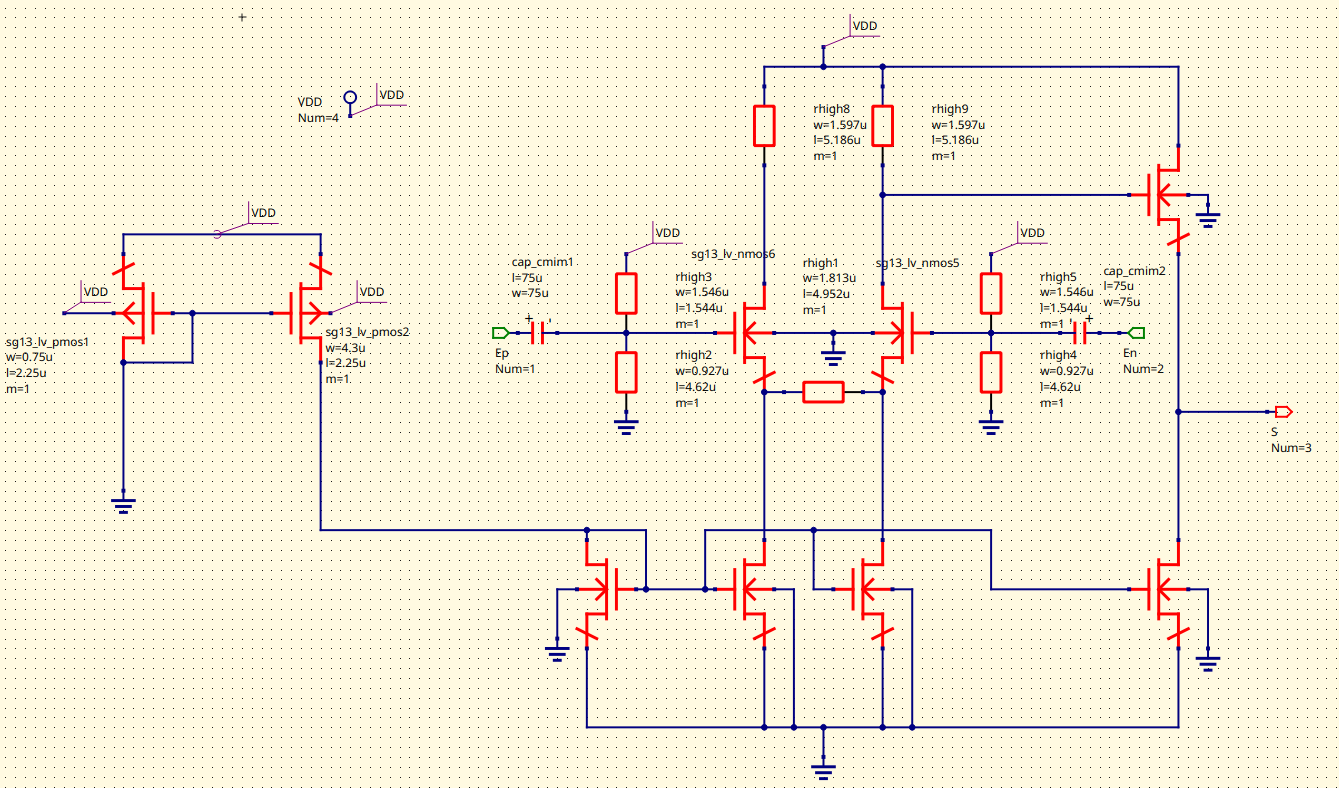 VDD
VDD
VDD
Num=4
rhigh8
w=1.597u
l=5.186u
m=1
rhigh9
w=1.597u
l=5.186u
m=1
VDD
VDD
VDD
sg13_lv_nmos6
cap_cmim1
l=75u
w=75u
rhigh3
w=1.546u
l=1.544u
m=1
rhigh1
w=1.813u
l=4.952u
m=1
sg13_lv_nmos5
rhigh5
w=1.546u
l=1.544u
m=1
cap_cmim2
l=75u
w=75u
VDD
VDD
sg13_lv_pmos1
w=0.75u
l=2.25u
m=1
sg13_lv_pmos2
w=4.3u
l=2.25u
m=1
Ep
Num=1
rhigh2
w=0.927u
l=4.62u
m=1
rhigh4
w=0.927u
l=4.62u
m=1
En
Num=2
S
Num=3